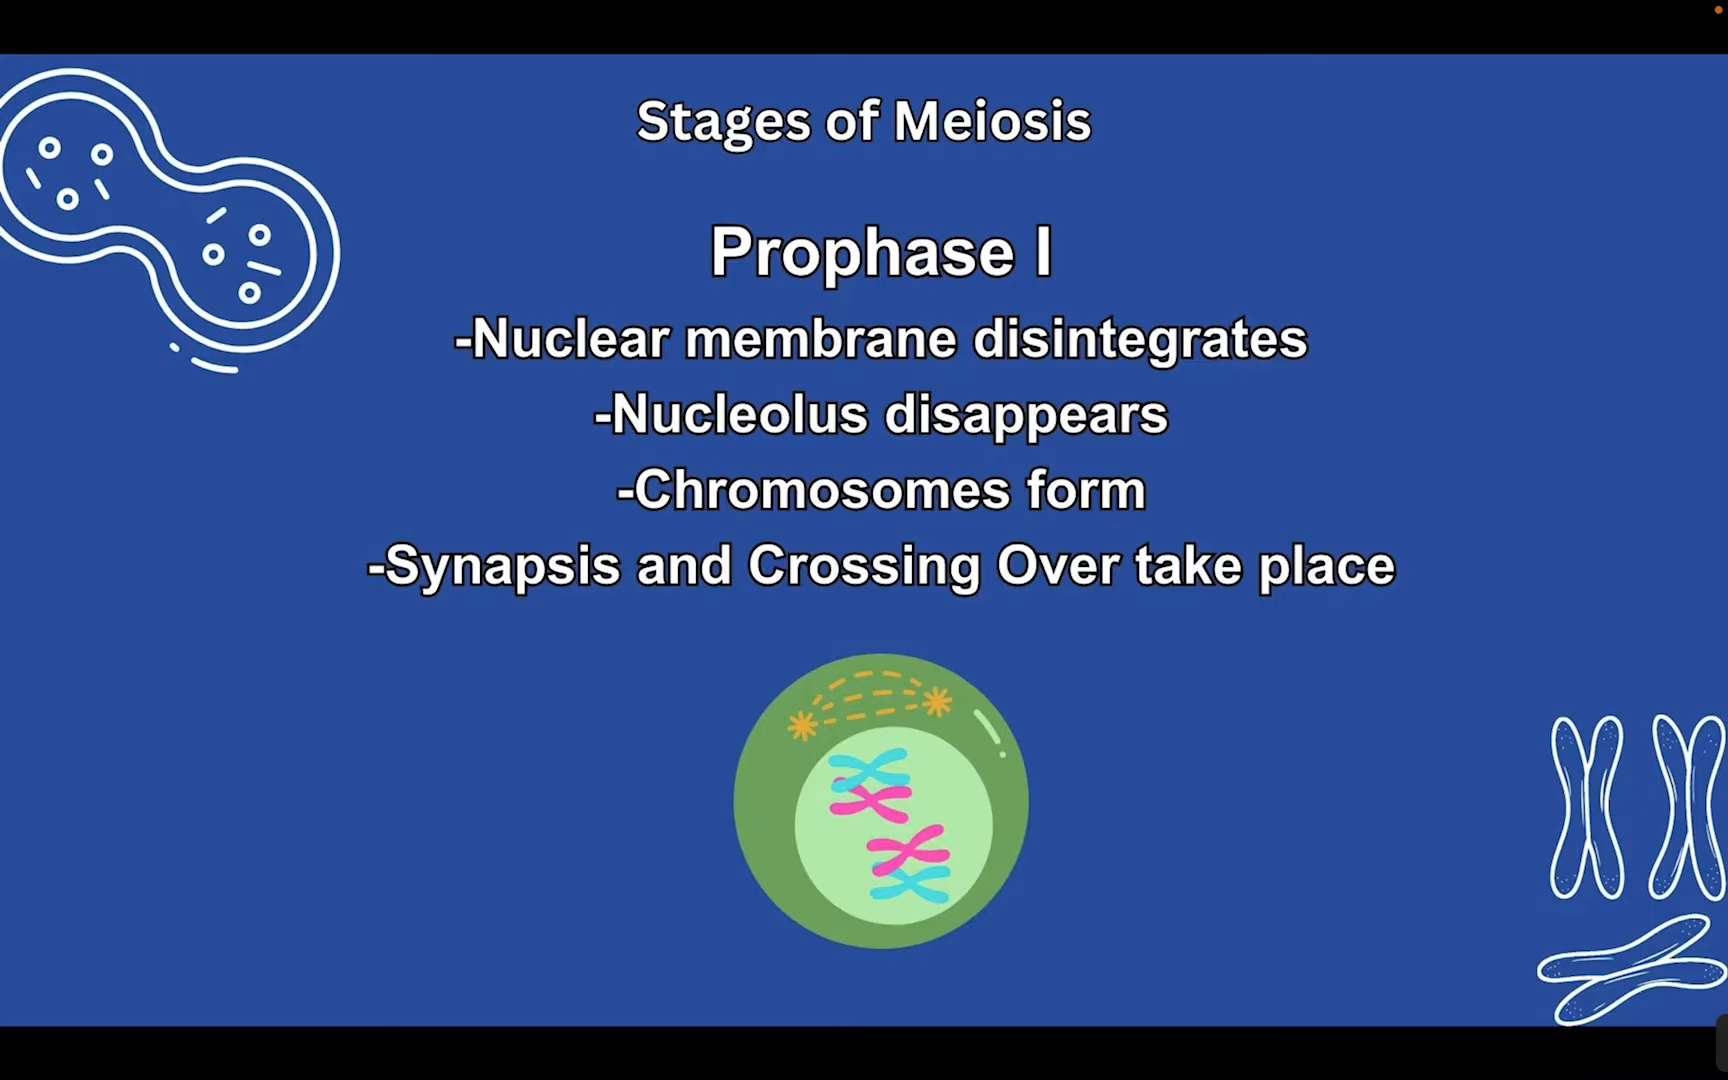 Stages of Meiosis
Prophase I
-Nuclear membrane disintegrates
-Nucleolus disappears
-Chromosomes form
-Synapsis and Crossing Over take place